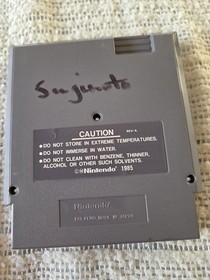 CAUTION REV-A
•DO NOT STORE IN EXTREME TEMPERATURES.
•DO NOT IMMERSE IN WATER.
•DO NOT CLEAN WITH BENZENE, THINNER,
ALCOHOL OR OTHER SUCH SOLVENTS.
©®Nintendo® 1985
Nintendo